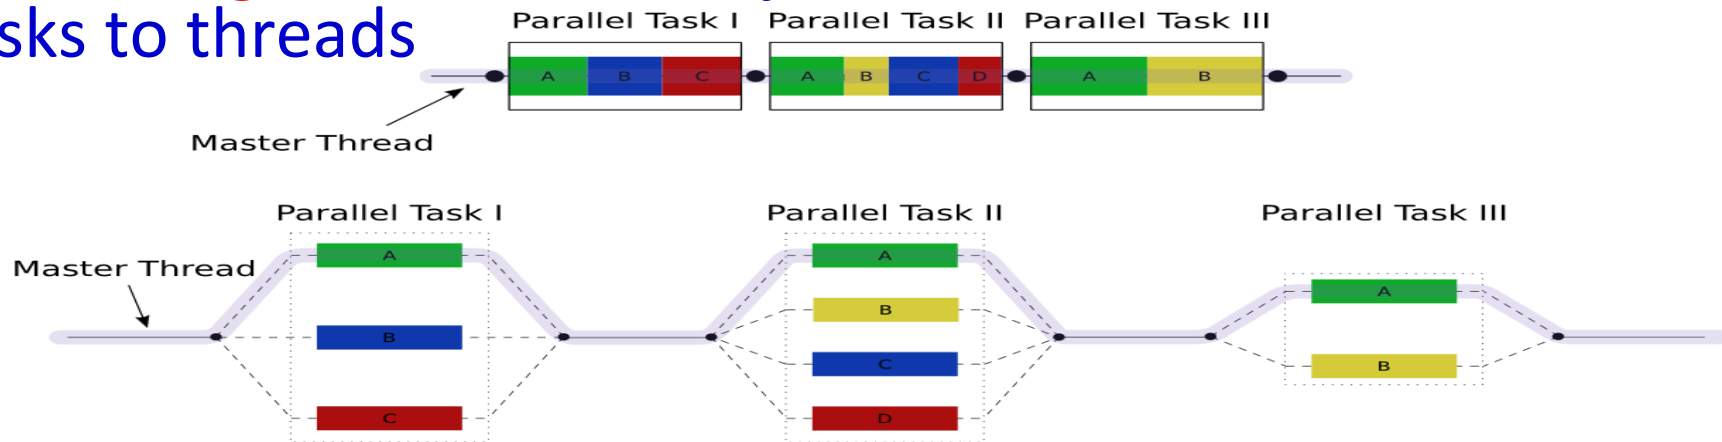 sks to threads
Parallel Task I Parallel Task II Parallel Task III
A B C A B C D A B
Master Thread
Parallel Task I Parallel Task II Parallel Task III
A A
Master Thread
A
B
B
C
B
C D